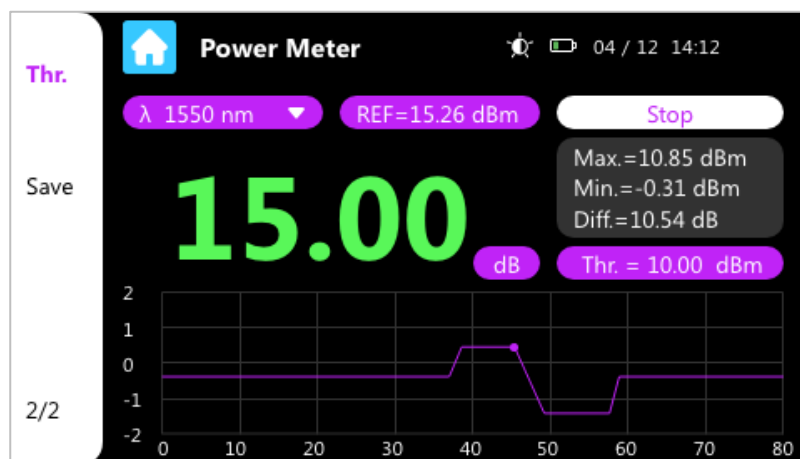 Power Meter
04 / 12 14:12
Thr.
λ 1550 nm
REF=15.26 dBm
Stop
Max.=10.85 dBm
Min.=-0.31 dBm
Diff.=10.54 dB
Save
15.00
dB
Thr. = 10.00 dBm
2
1
0
-1
-2
0 10 20 30 40 50 60 70 80
2/2